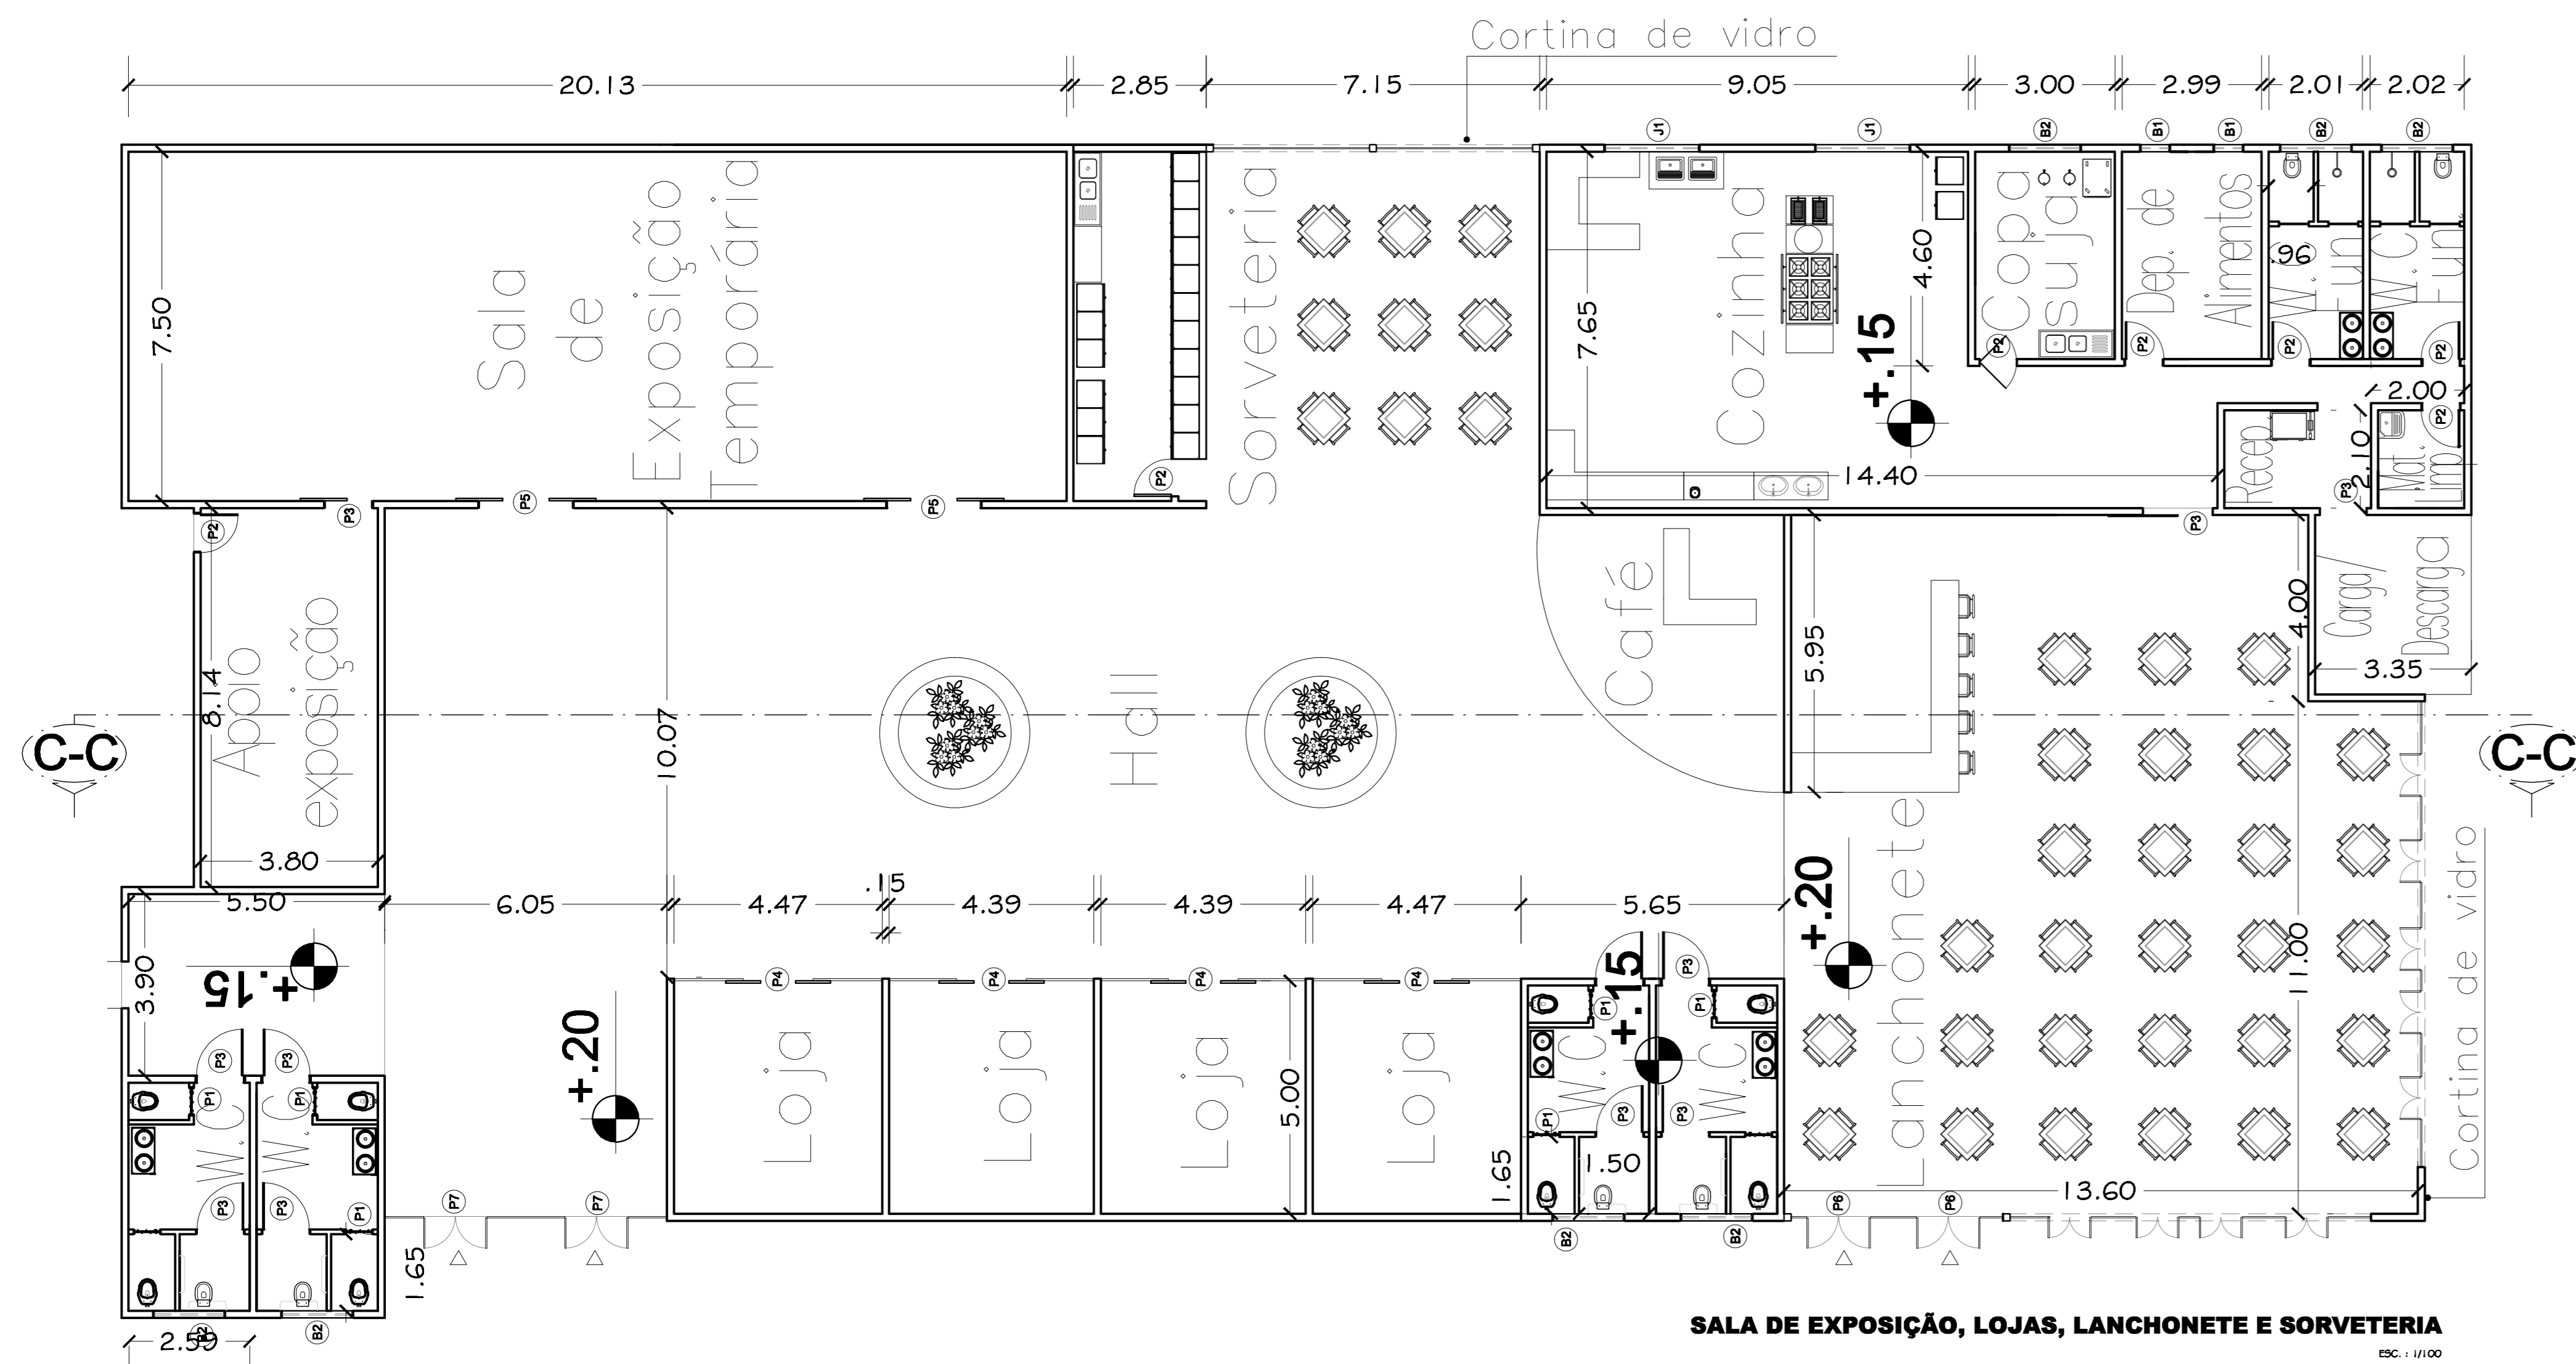 Cortina de vidro
20.13
2.85
7.15
9.05
3.00
2.99
2.01
2.02
J1
J1
B2
B1
B1
B2
B2
7.50
Sala
de
Exposição
Temporária
Sorveteria
7.65
Cozinha
4.60
+.15
Copa
suja
Dep. de
Alimentos
.96
W.C
Fun
W.C
Fun
P2
P2
P2
P2
2.00
P2
Recep
2.10
P3
Mat.
Limp
14.40
P2
P3
P5
P5
P2
P3
8.14
Apoio
exposição
3.80
10.07
Hall
Café
5.95
4.00
Carga/
Descarga
3.35
C-C
C-C
5.50
6.05
4.47
.15
4.39
4.39
4.47
5.65
3.90
+.15
+.20
P4
P4
P4
P4
Loja
Loja
Loja
Loja
5.00
+.15
P3
P1
P1
W.C
W.C
P1
P3
P3
1.65
1.50
B2
B2
+.20
Lanchonete
11.00
13.60
Cortina de vidro
P6
P6
P3
P3
P1
P1
W.C
W.C
P3
P3
P1
1.65
P7
P7
B2
B2
2.59
SALA DE EXPOSIÇÃO, LOJAS, LANCHONETE E SORVETERIA
ESC. : 1/100